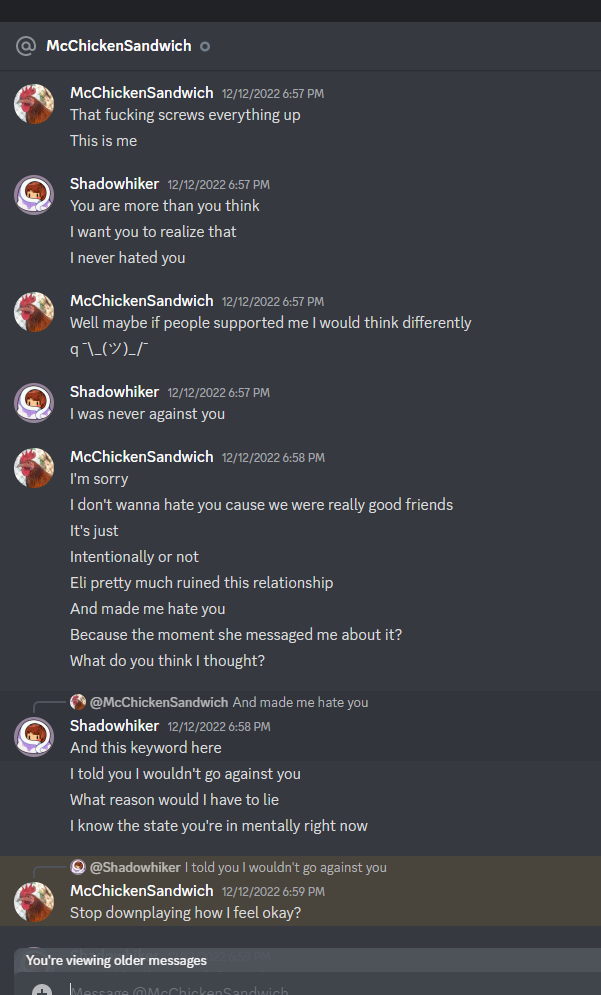 @ McChickenSandwich
McChickenSandwich 12/12/2022 6:57 PM
That fucking screws everything up
This is me
Shadowhiker 12/12/2022 6:57 PM
You are more than you think
I want you to realize that
I never hated you
McChickenSandwich 12/12/2022 6:57 PM
Well maybe if people supported me I would think differently
q ¯\_(ツ)_/¯
Shadowhiker 12/12/2022 6:57 PM
I was never against you
McChickenSandwich 12/12/2022 6:58 PM
I'm sorry
I don't wanna hate you cause we were really good friends
It's just
Intentionally or not
Eli pretty much ruined this relationship
And made me hate you
Because the moment she messaged me about it?
What do you think I thought?
@McChickenSandwich And made me hate you
Shadowhiker 12/12/2022 6:58 PM
And this keyword here
I told you I wouldn't go against you
What reason would I have to lie
I know the state you're in mentally right now
@Shadowhiker I told you I wouldn't go against you
McChickenSandwich 12/12/2022 6:59 PM
Stop downplaying how I feel okay?
You're viewing older messages
Message @McChickenSandwich